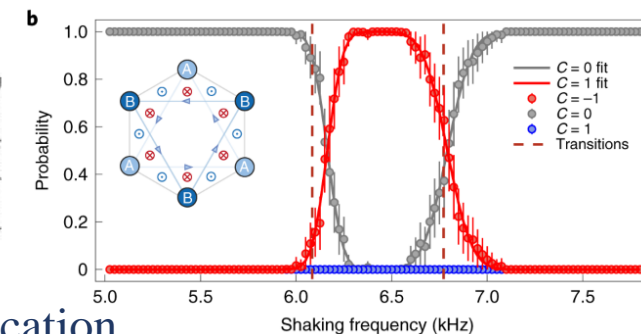 b
1.0
0.8
0.6
0.4
0.2
0
Probability
A
B
B
A
A
B
C = 0 fit
C = 1 fit
C = –1
C = 0
C = 1
Transitions
5.0 5.5 6.0 6.5 7.0 7.5
Shaking frequency (kHz)
cation